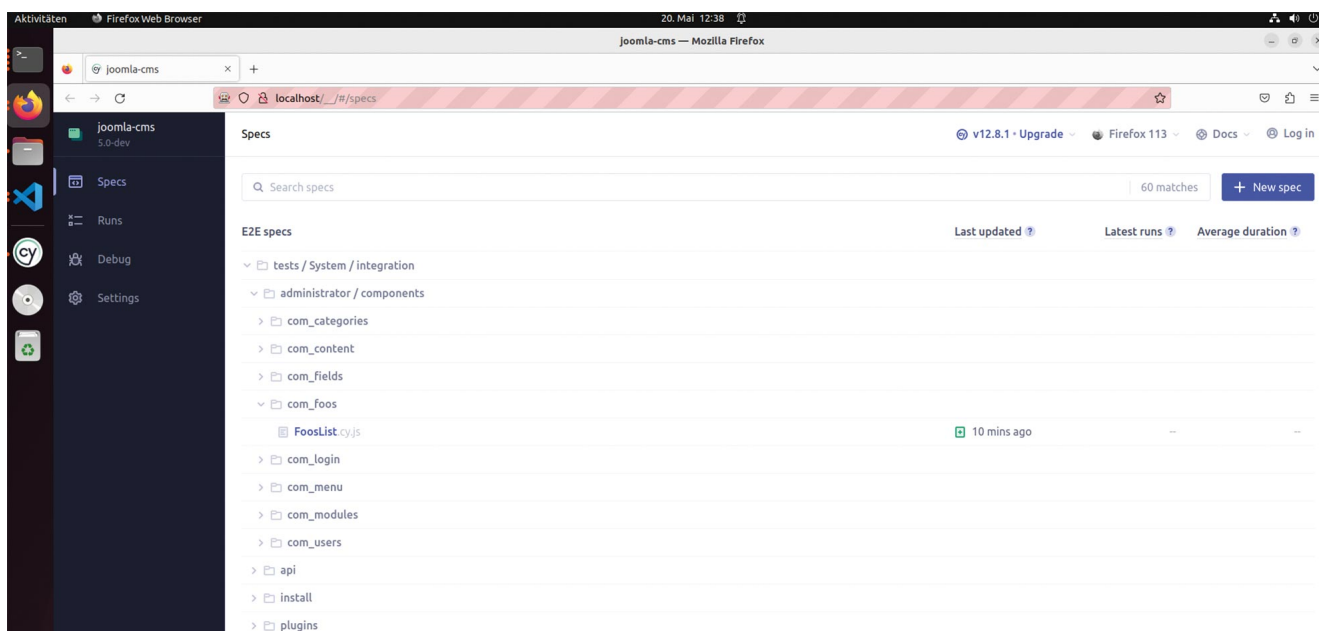 Aktivitäten Firefox Web Browser 20. Mai 12:38
joomla-cms — Mozilla Firefox
joomla-cms × +
localhost/__/#/specs
joomla-cms
5.0-dev
Specs
Runs
Debug
Settings
Specs v12.8.1 • Upgrade Firefox 113 Docs Log in
Search specs 60 matches + New spec
E2E specs Last updated ? Latest runs ? Average duration ?
tests / System / integration
administrator / components
com_categories
com_content
com_fields
com_foos
FoosList.cy.js 10 mins ago -- --
com_login
com_menu
com_modules
com_users
api
install
plugins
cy